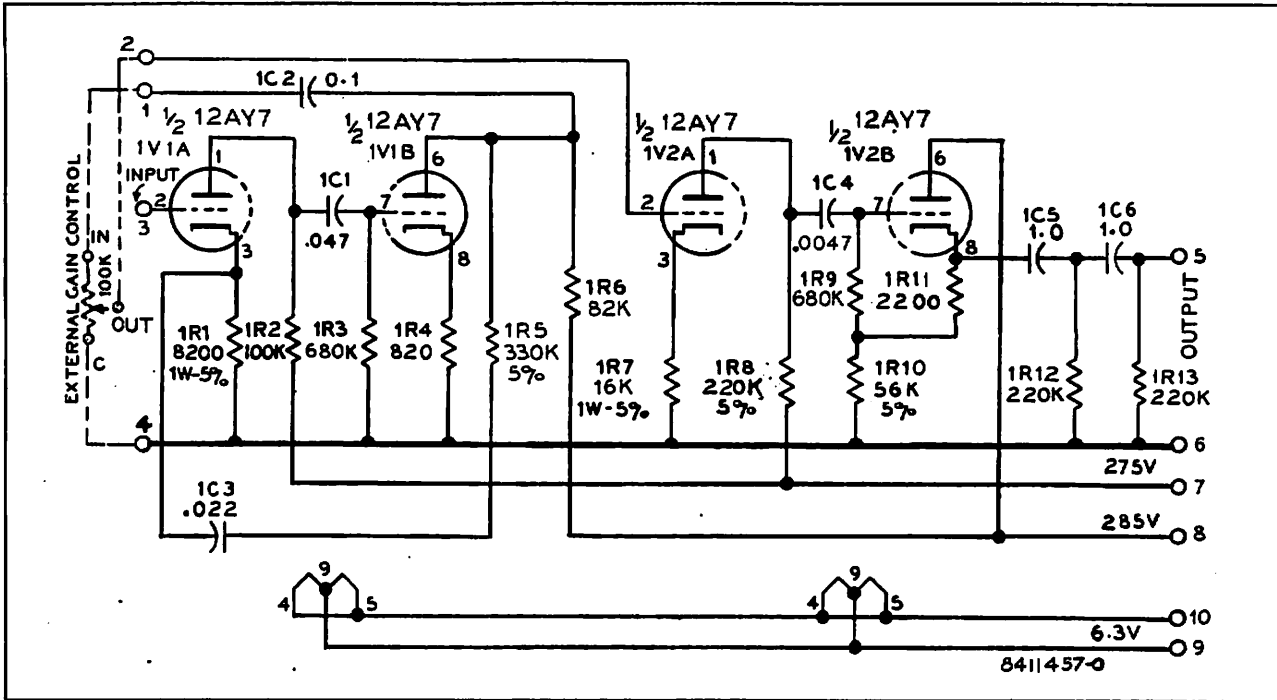 2
1
1C2
0.1
½ 12AY7
1V1A
1
INPUT
2
3
3
½ 12AY7
1V1B
6
7
8
1C1
.047
½ 12AY7
1V2A
1
2
3
½ 12AY7
1V2B
6
7
8
1C4
.0047
1C5
1.0
1C6
1.0
5
OUTPUT
EXTERNAL GAIN CONTROL
IN
100K
OUT
C
1R1
8200
1W-5%
1R2
100K
1R3
680K
1R4
820
1R5
330K
5%
1R6
82K
1R7
16K
1W-5%
1R8
220K
5%
1R9
680K
1R10
56K
5%
1R11
2200
1R12
220K
1R13
220K
4
6
275V
7
1C3
.022
285V
8
9
4
5
9
4
5
10
6.3V
9
8411457-0